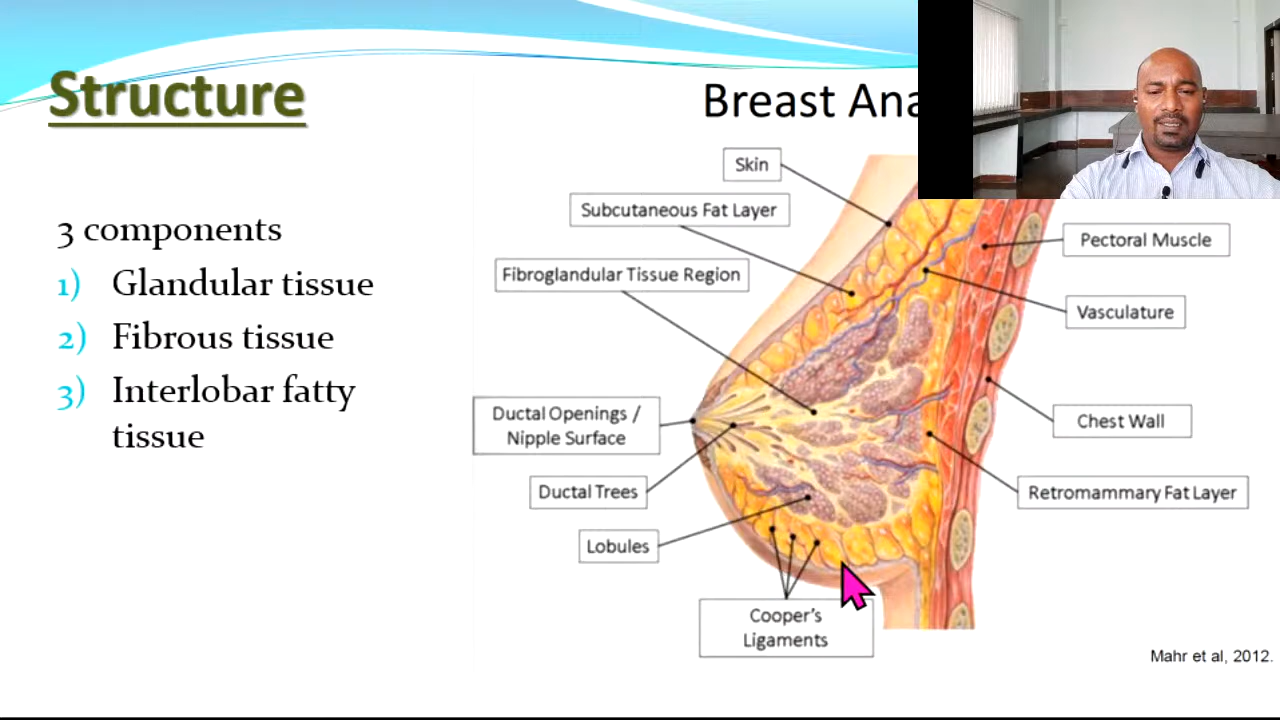 Structure
3 components
1) Glandular tissue
2) Fibrous tissue
3) Interlobar fatty
tissue
Breast
Skin
Subcutaneous Fat Layer
Fibroglandular Tissue Region
Ductal Openings /
Nipple Surface
Ductal Trees
Lobules
Cooper's
Ligaments
Pectoral Muscle
Vasculature
Chest Wall
Retromammary Fat Layer
Mahr et al, 2012.